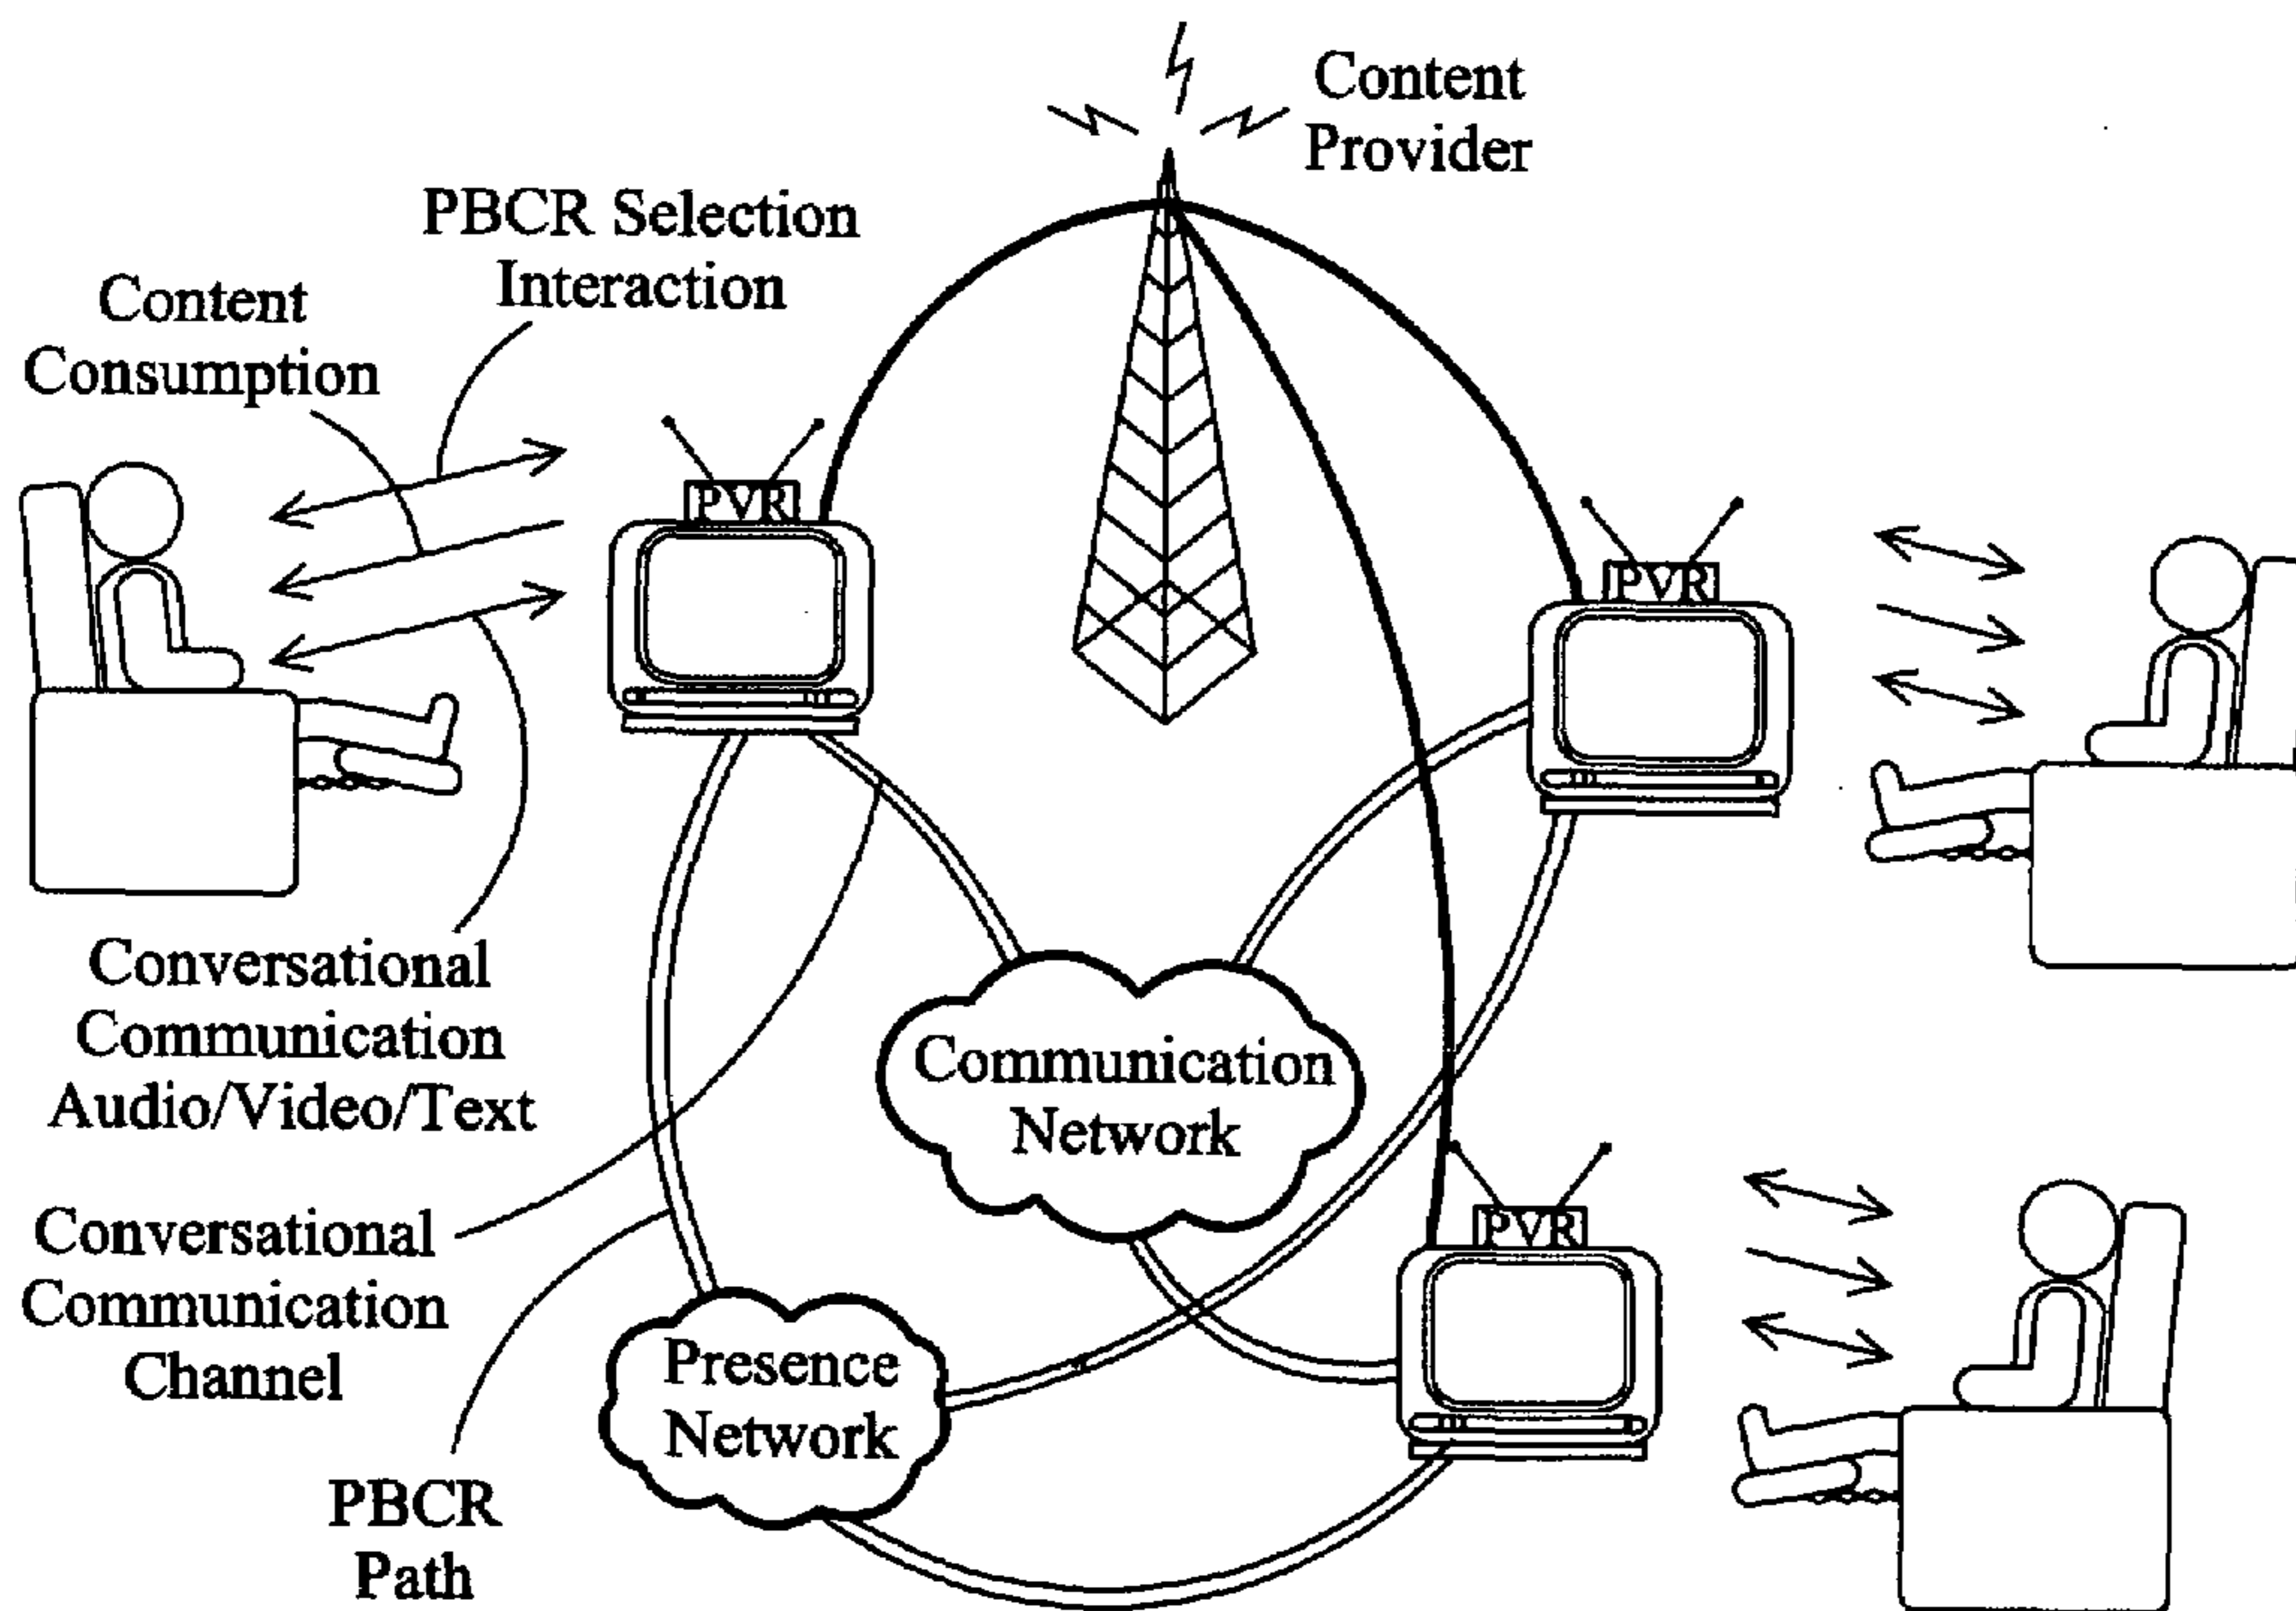 Content
Provider
PBCR Selection
Interaction
Content
Consumption
PVR
PVR
Conversational
Communication
Audio/Video/Text
Communication
Network
PVR
Conversational
Communication
Channel
Presence
Network
PBCR
Path